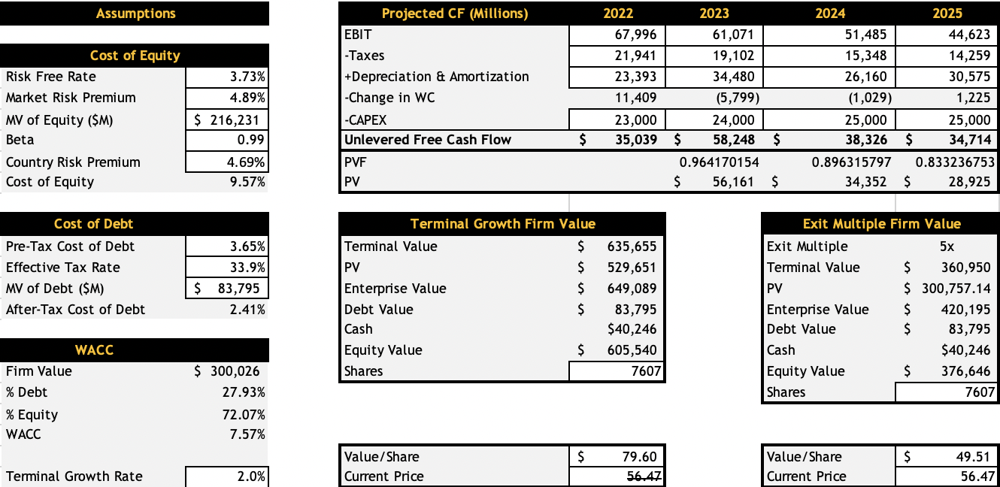 Assumptions
Cost of Equity
Risk Free Rate 3.73%
Market Risk Premium 4.89%
MV of Equity ($M) $ 216,231
Beta 0.99
Country Risk Premium 4.69%
Cost of Equity 9.57%
Cost of Debt
Pre-Tax Cost of Debt 3.65%
Effective Tax Rate 33.9%
MV of Debt ($M) $ 83,795
After-Tax Cost of Debt 2.41%
WACC
Firm Value $ 300,026
% Debt 27.93%
% Equity 72.07%
WACC 7.57%
Terminal Growth Rate 2.0%
Projected CF (Millions) 2022 2023 2024 2025
EBIT 67,996 61,071 51,485 44,623
-Taxes 21,941 19,102 15,348 14,259
+Depreciation & Amortization 23,393 34,480 26,160 30,575
-Change in WC 11,409 (5,799) (1,029) 1,225
-CAPEX 23,000 24,000 25,000 25,000
Unlevered Free Cash Flow $ 35,039 $ 58,248 $ 38,326 $ 34,714
PVF 0.964170154 0.896315797 0.833236753
PV $ 56,161 $ 34,352 $ 28,925
Terminal Growth Firm Value
Terminal Value $ 635,655
PV $ 529,651
Enterprise Value $ 649,089
Debt Value $ 83,795
Cash $40,246
Equity Value $ 605,540
Shares 7607
Value/Share $ 79.60
Current Price 56.47
Exit Multiple Firm Value
Exit Multiple 5x
Terminal Value $ 360,950
PV $ 300,757.14
Enterprise Value $ 420,195
Debt Value $ 83,795
Cash $40,246
Equity Value $ 376,646
Shares 7607
Value/Share $ 49.51
Current Price 56.47